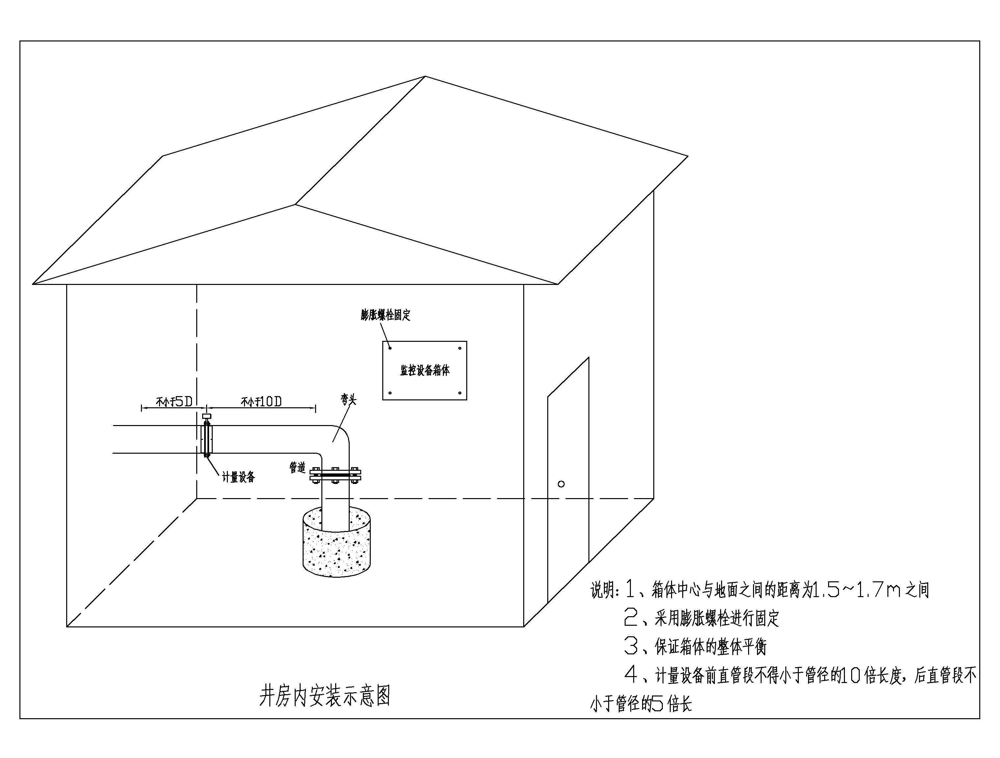 膨胀螺栓固定
监控设备箱体
不小于5D
不小于10D
弯头
管道
计量设备
说明：1、箱体中心与地面之间的距离为1.5~1.7m之间
2、采用膨胀螺栓进行固定
3、保证箱体的整体平衡
4、计量设备前直管段不得小于管径的10倍长度，后直管段不
小于管径的5倍长
井房内安装示意图